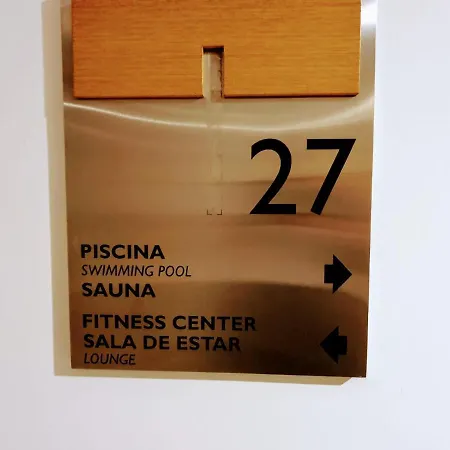 27
PISCINA
SWIMMING POOL
SAUNA
FITNESS CENTER
SALA DE ESTAR
LOUNGE